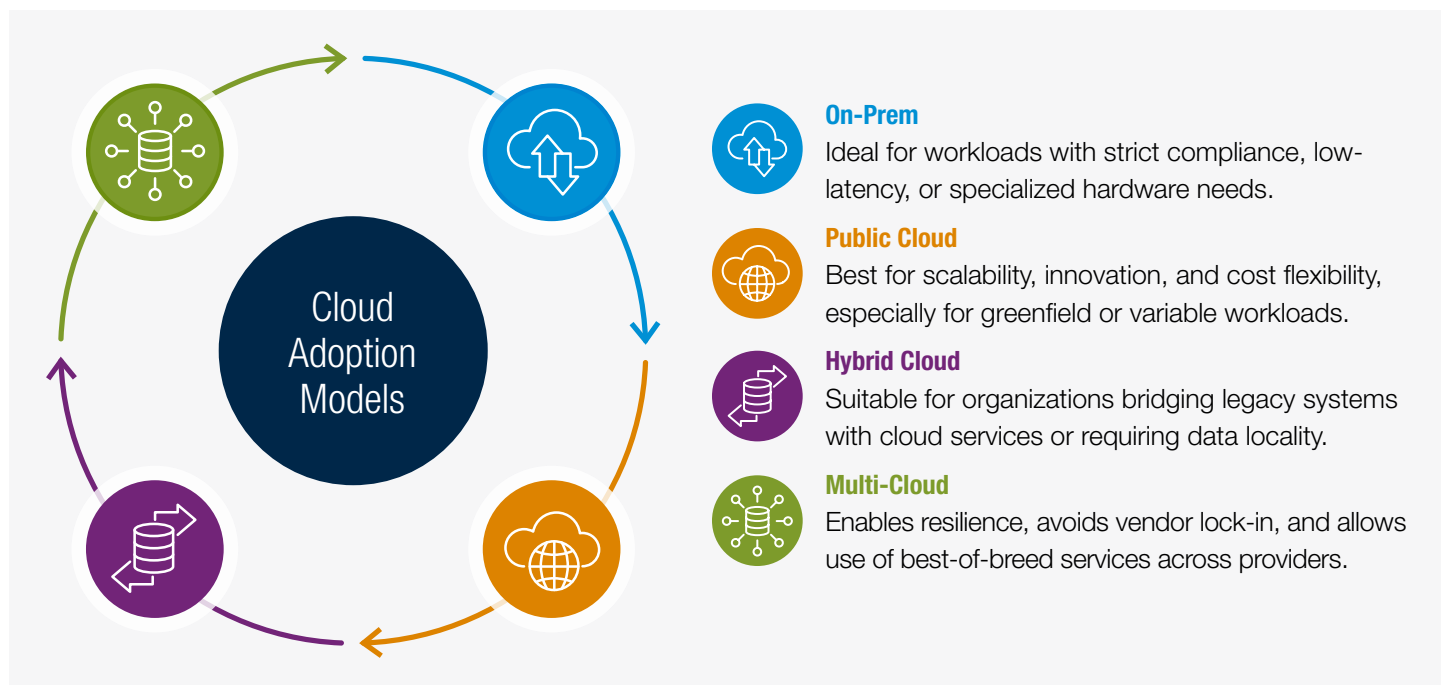 Cloud
Adoption
Models
On-Prem
Ideal for workloads with strict compliance, low-
latency, or specialized hardware needs.
Public Cloud
Best for scalability, innovation, and cost flexibility,
especially for greenfield or variable workloads.
Hybrid Cloud
Suitable for organizations bridging legacy systems
with cloud services or requiring data locality.
Multi-Cloud
Enables resilience, avoids vendor lock-in, and allows
use of best-of-breed services across providers.